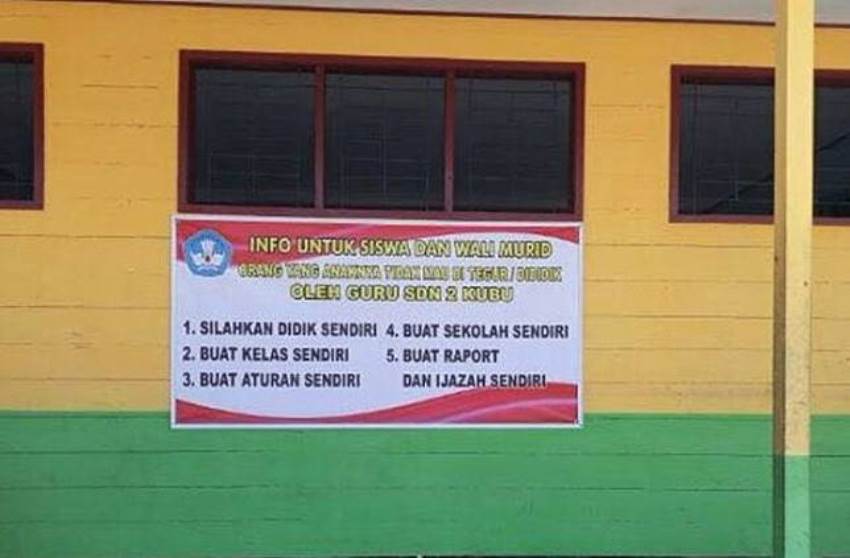 INFO UNTUK SISWA DAN WALI MURID
ORANG YANG ANAKNYA TIDAK MAU DI TEGUR / DIDIDIK
OLEH GURU SDN 2 KUBU
1. SILAHKAN DIDIK SENDIRI
2. BUAT KELAS SENDIRI
3. BUAT ATURAN SENDIRI
4. BUAT SEKOLAH SENDIRI
5. BUAT RAPORT
DAN IJAZAH SENDIRI